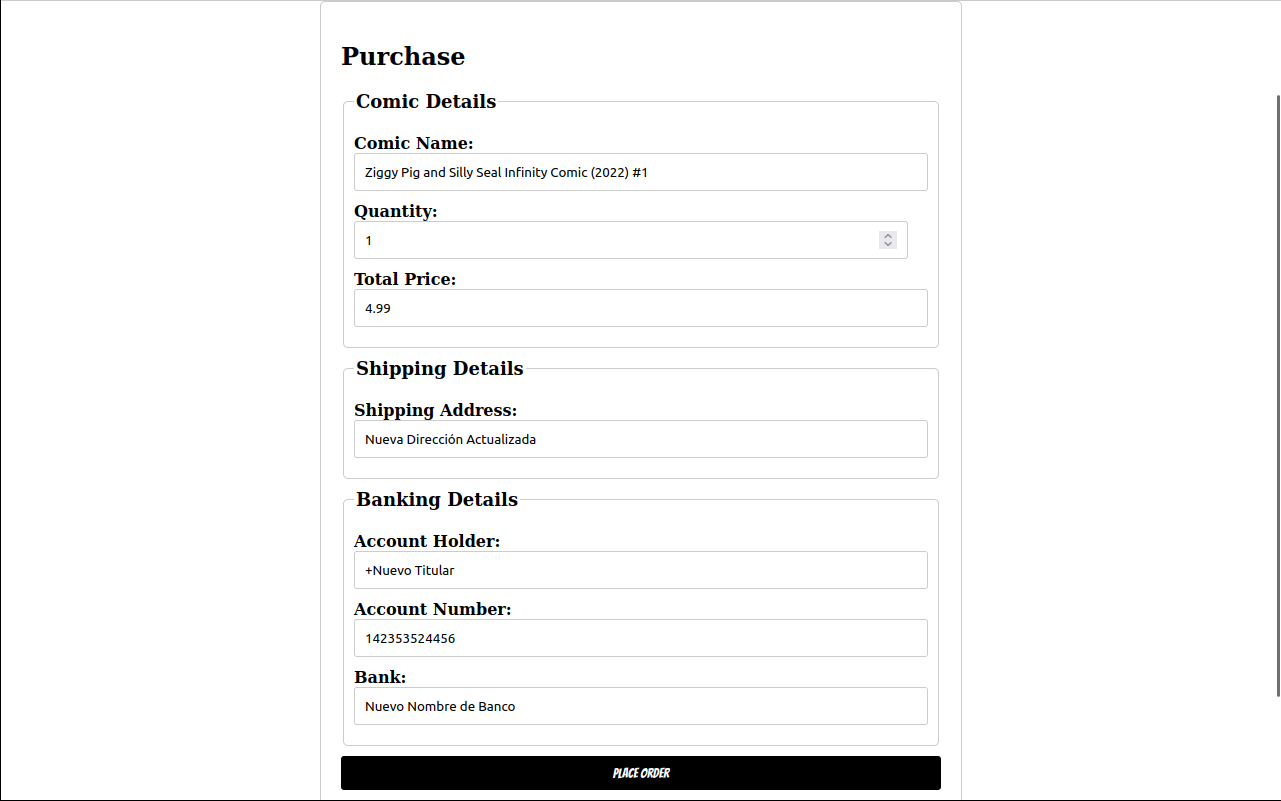 Purchase
Comic Details
Comic Name:
Ziggy Pig and Silly Seal Infinity Comic (2022) #1
Quantity:
1
Total Price:
4.99
Shipping Details
Shipping Address:
Nueva Dirección Actualizada
Banking Details
Account Holder:
+Nuevo Titular
Account Number:
142353524456
Bank:
Nuevo Nombre de Banco
PLACE ORDER